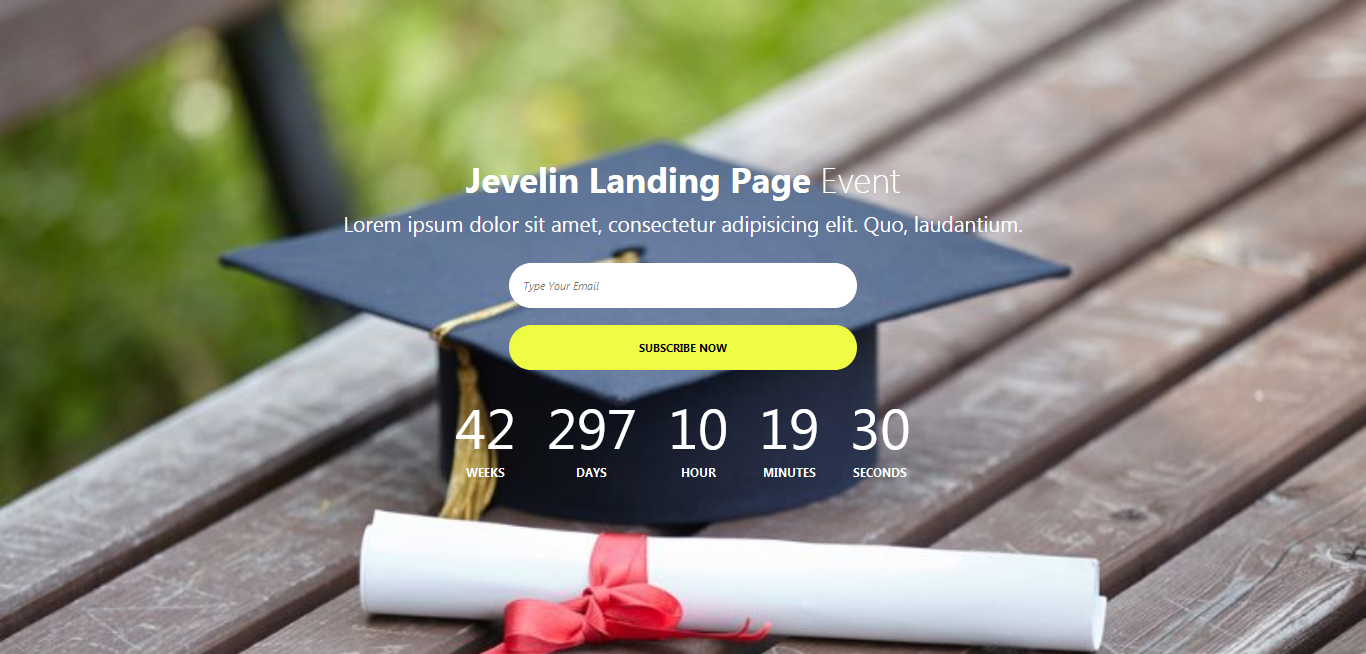 Jevelin Landing Page Event
Lorem ipsum dolor sit amet, consectetur adipisicing elit. Quo, laudantium.
Type Your Email
SUBSCRIBE NOW
42 297 10 19 30
WEEKS DAYS HOUR MINUTES SECONDS